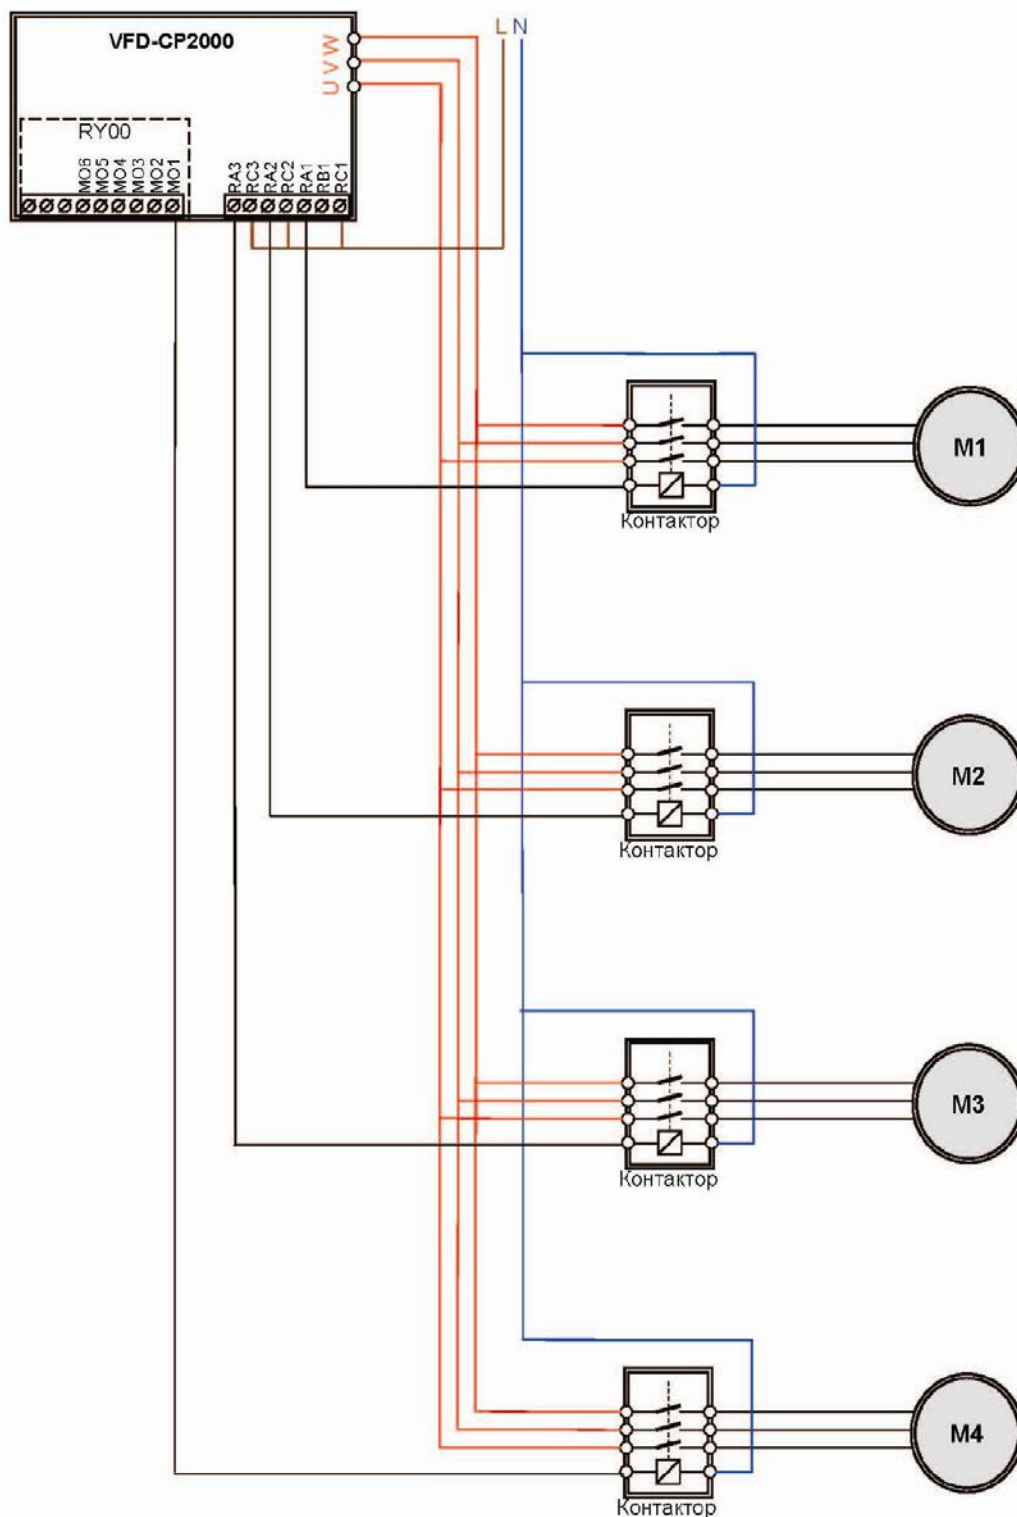 L N
VFD-CP2000
W
V
U
RY00
MO6
MO5
MO4
MO3
MO2
MO1
RA3
RC3
RA2
RC2
RA1
RB1
RC1
M1
Контактор
M2
Контактор
M3
Контактор
M4
Контактор